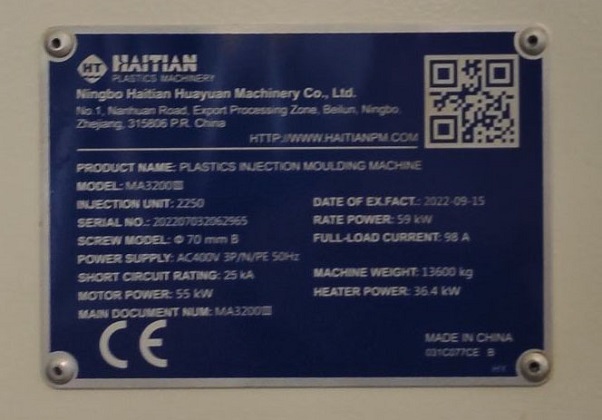 HT HAITIAN
PLASTICS MACHINERY
Ningbo Haitian Huayuan Machinery Co., Ltd.
No.1, Nanhuan Road, Export Processing Zone, Beilun, Ningbo,
Zhejiang, 315806 P.R. China
HTTP://WWW.HAITIANPM.COM
PRODUCT NAME: PLASTICS INJECTION MOULDING MACHINE
MODEL: MA3200Ⅲ
INJECTION UNIT: 2250 DATE OF EX.FACT.: 2022-09-15
SERIAL NO.: 202207032062965 RATE POWER: 59 kW
SCREW MODEL: Φ 70 mm B FULL-LOAD CURRENT: 98 A
POWER SUPPLY: AC400V 3P/N/PE 50Hz
SHORT CIRCUIT RATING: 25 kA MACHINE WEIGHT: 13600 kg
MOTOR POWER: 55 kW HEATER POWER: 36.4 kW
MAIN DOCUMENT NUM: MA3200Ⅲ
CE
MADE IN CHINA
031C077CE B
HY